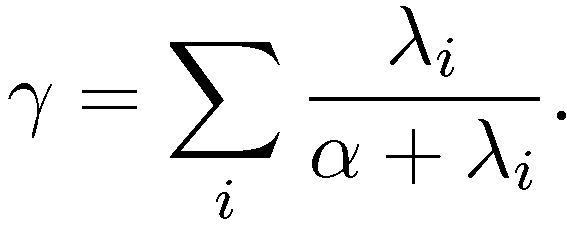 γ = ∑_i λ_i / (α + λ_i).